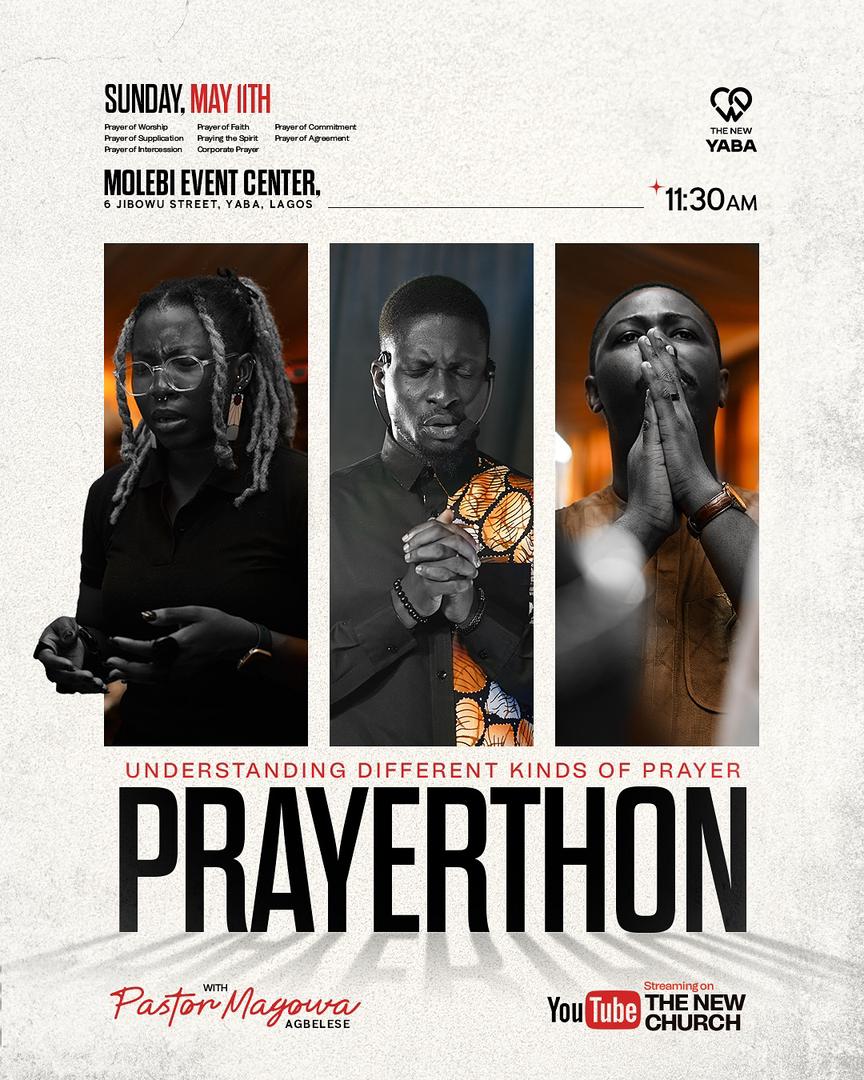 SUNDAY, MAY 11TH
Prayer of Worship Prayer of Faith Prayer of Commitment
Prayer of Supplication Praying the Spirit Prayer of Agreement
Prayer of Intercession Corporate Prayer
THE NEW
YABA
MOLEBI EVENT CENTER,
6 JIBOWU STREET, YABA, LAGOS
11:30AM
UNDERSTANDING DIFFERENT KINDS OF PRAYER
PRAYERTHON
WITH
Pastor Mayowa
AGBELESE
YouTube
Streaming on
THE NEW
CHURCH